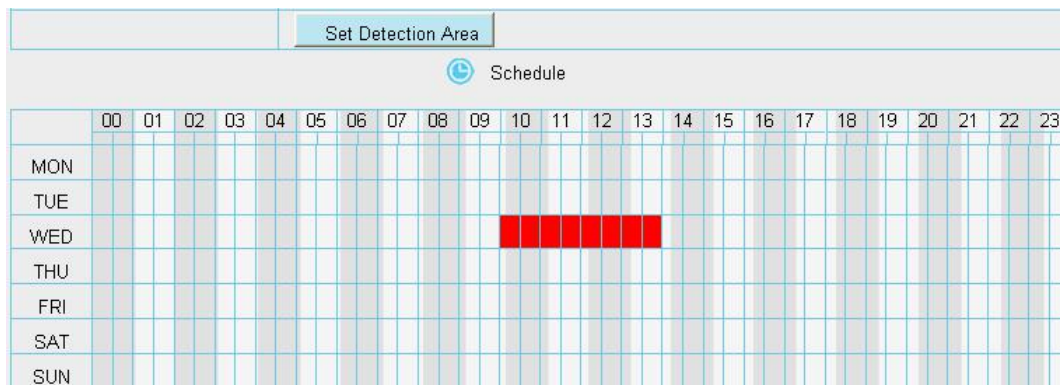 Set Detection Area
Schedule
00 01 02 03 04 05 06 07 08 09 10 11 12 13 14 15 16 17 18 19 20 21 22 23
MON
TUE
WED
THU
FRI
SAT
SUN